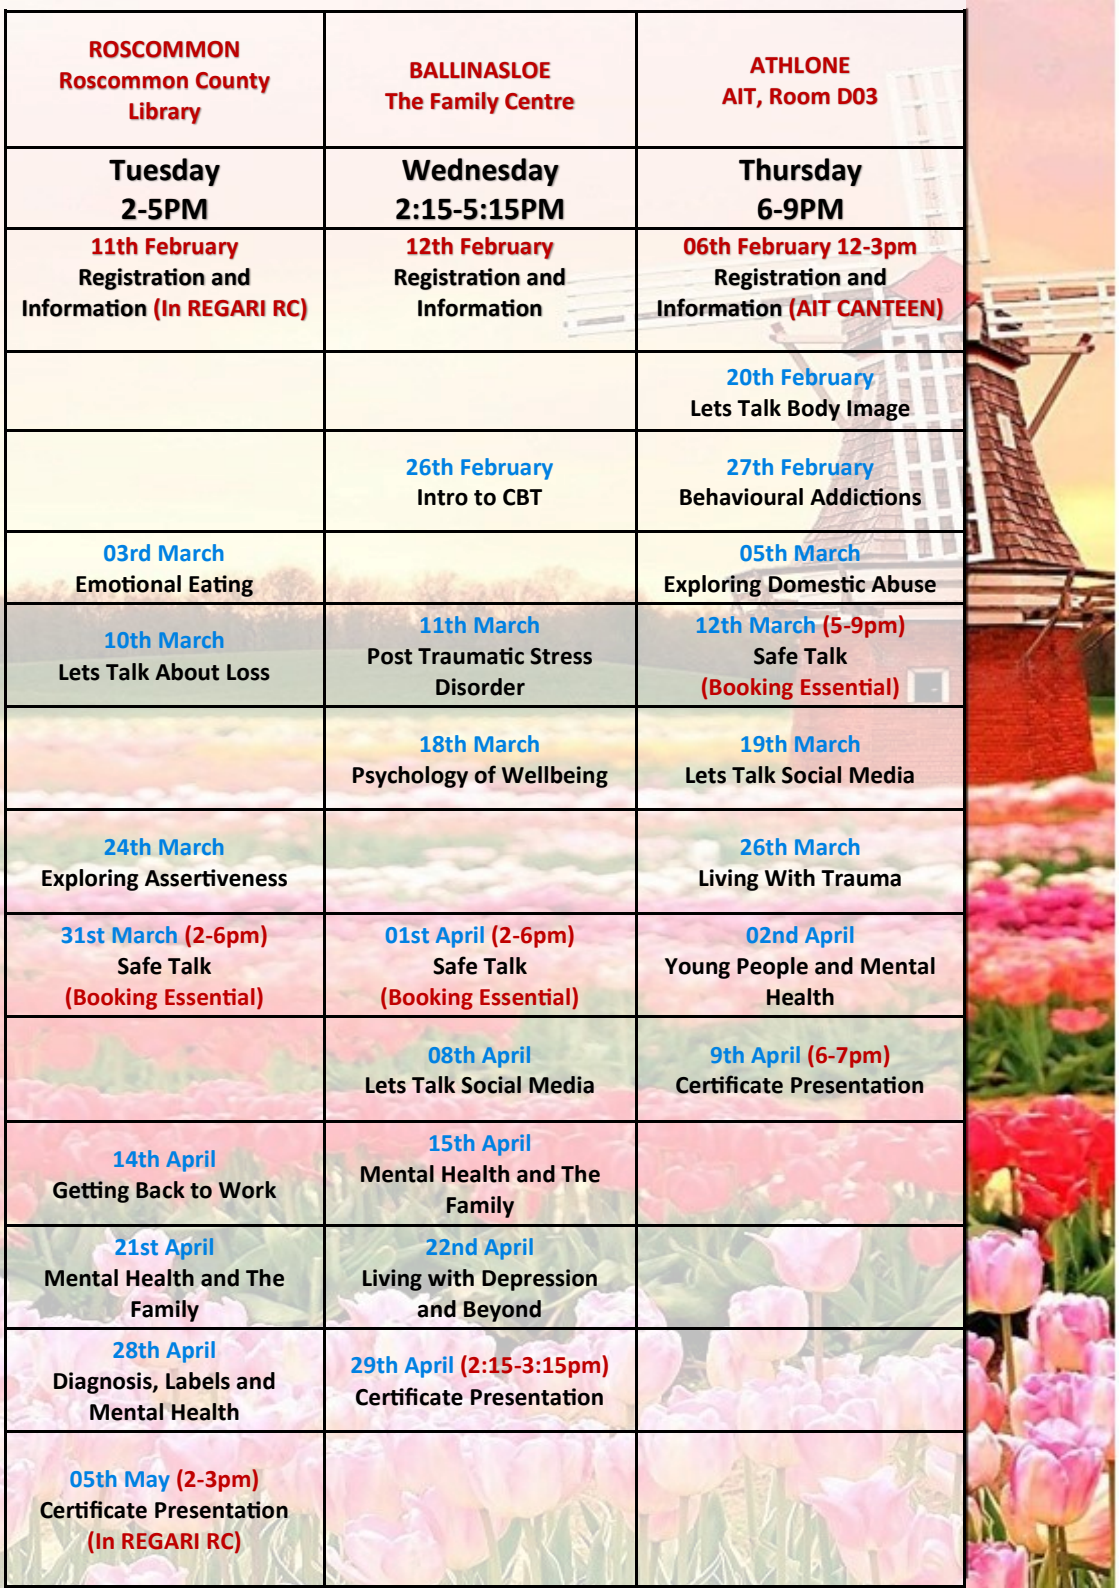 ROSCOMMON
Roscommon County
Library
BALLINASLOE
The Family Centre
ATHLONE
AIT, Room D03
Tuesday
2-5PM
Wednesday
2:15-5:15PM
Thursday
6-9PM
11th February
Registration and
Information (In REGARI RC)
12th February
Registration and
Information
06th February 12-3pm
Registration and
Information (AIT CANTEEN)
20th February
Lets Talk Body Image
26th February
Intro to CBT
27th February
Behavioural Addictions
03rd March
Emotional Eating
05th March
Exploring Domestic Abuse
10th March
Lets Talk About Loss
11th March
Post Traumatic Stress
Disorder
12th March (5-9pm)
Safe Talk
(Booking Essential)
18th March
Psychology of Wellbeing
19th March
Lets Talk Social Media
24th March
Exploring Assertiveness
26th March
Living With Trauma
31st March (2-6pm)
Safe Talk
(Booking Essential)
01st April (2-6pm)
Safe Talk
(Booking Essential)
02nd April
Young People and Mental
Health
08th April
Lets Talk Social Media
9th April (6-7pm)
Certificate Presentation
14th April
Getting Back to Work
15th April
Mental Health and The
Family
21st April
Mental Health and The
Family
22nd April
Living with Depression
and Beyond
28th April
Diagnosis, Labels and
Mental Health
29th April (2:15-3:15pm)
Certificate Presentation
05th May (2-3pm)
Certificate Presentation
(In REGARI RC)